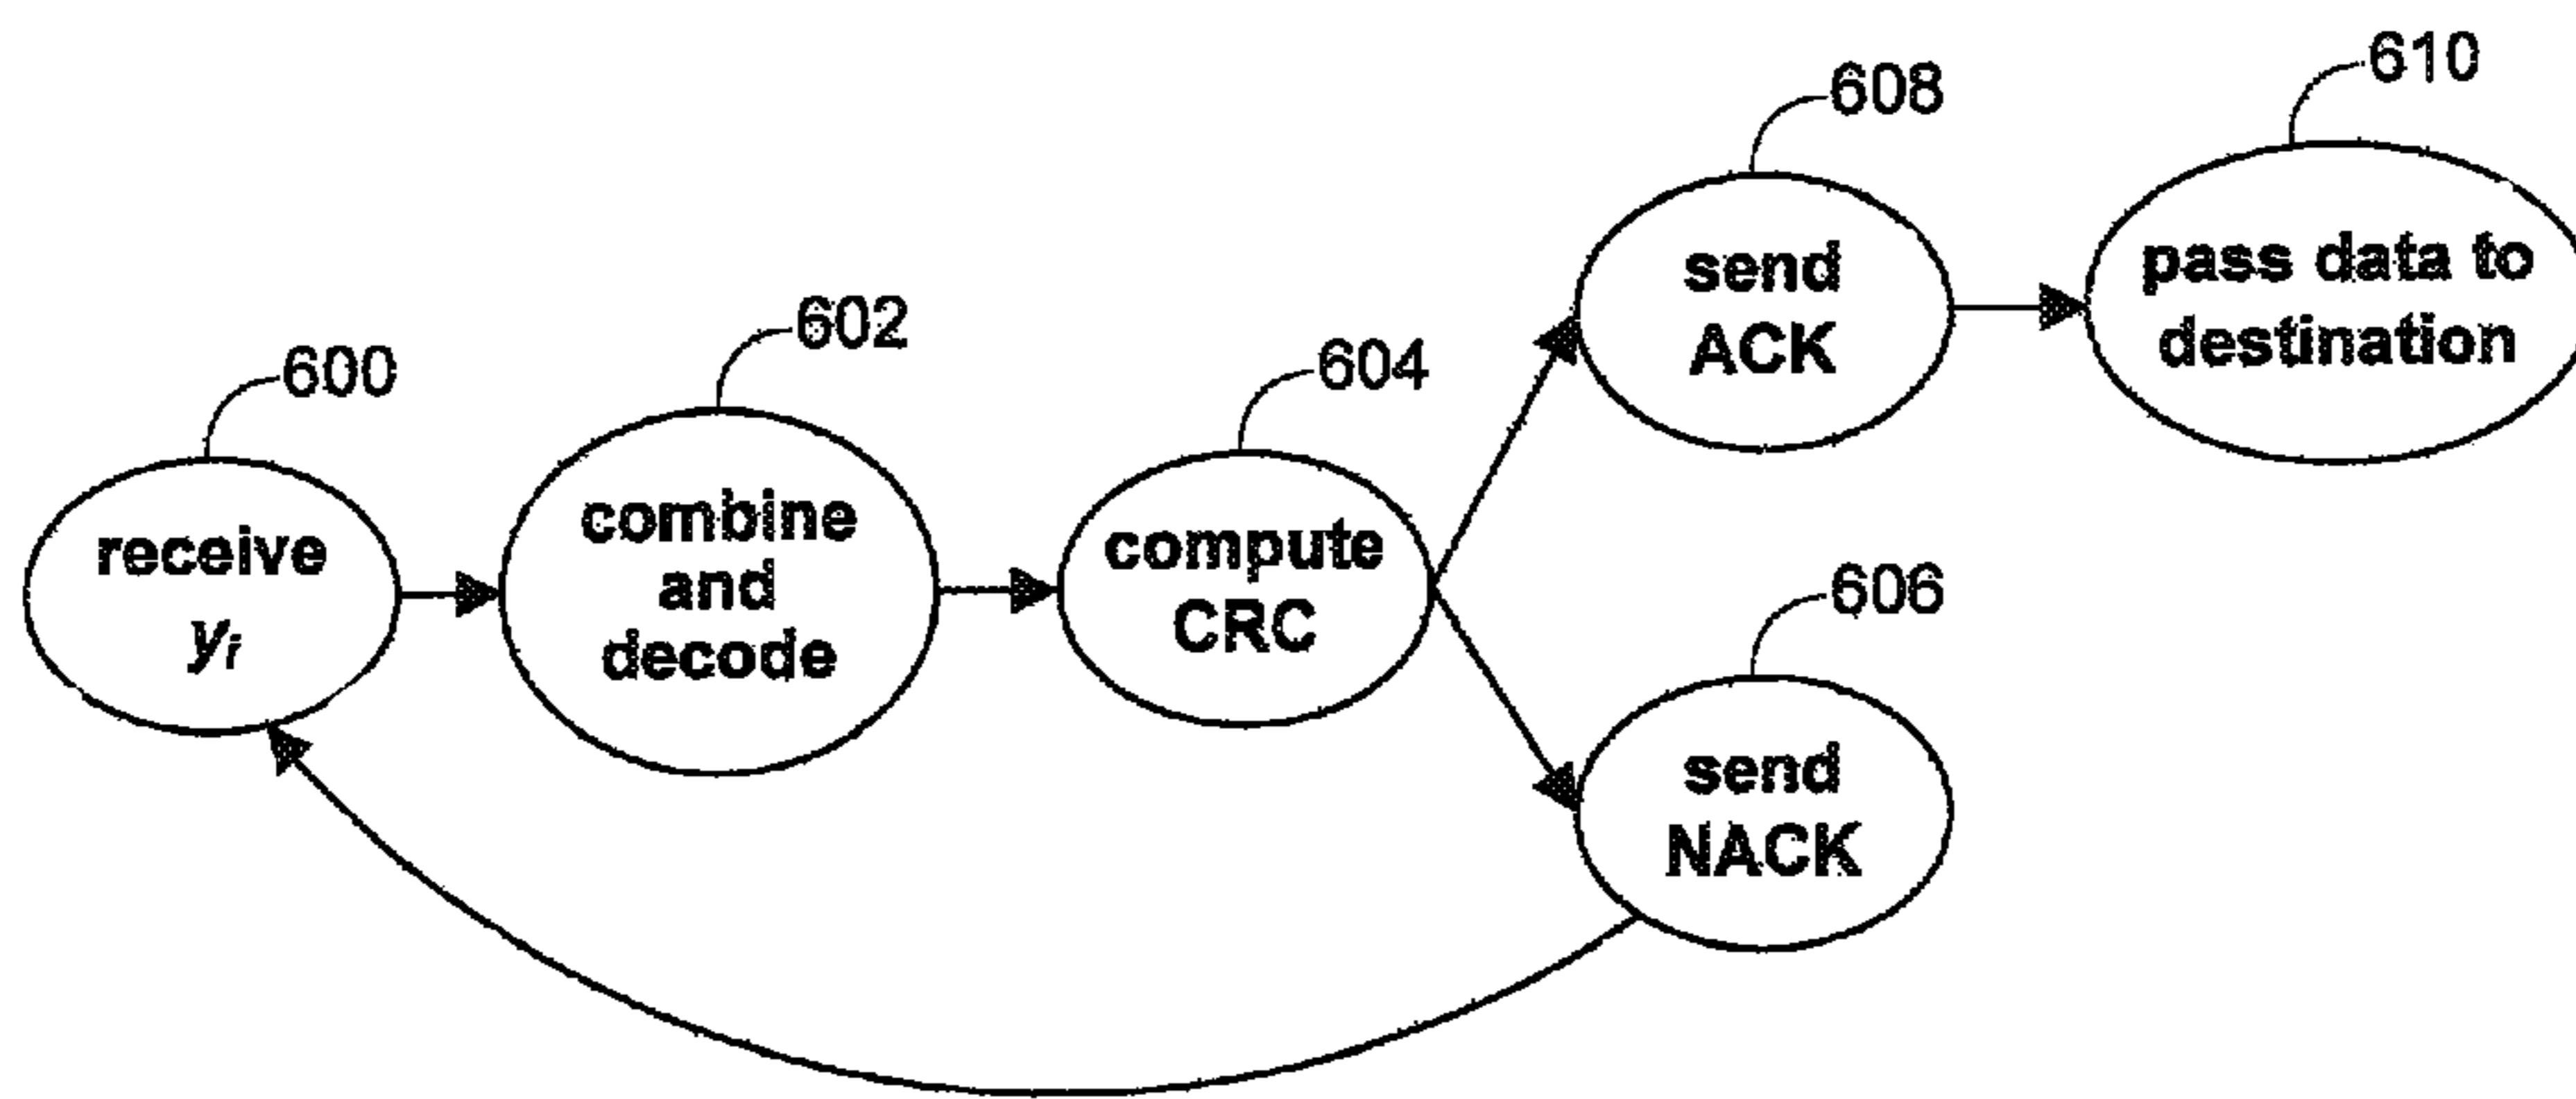 600
receive
yi
602
combine
and
decode
604
compute
CRC
608
send
ACK
610
pass data to
destination
606
send
NACK